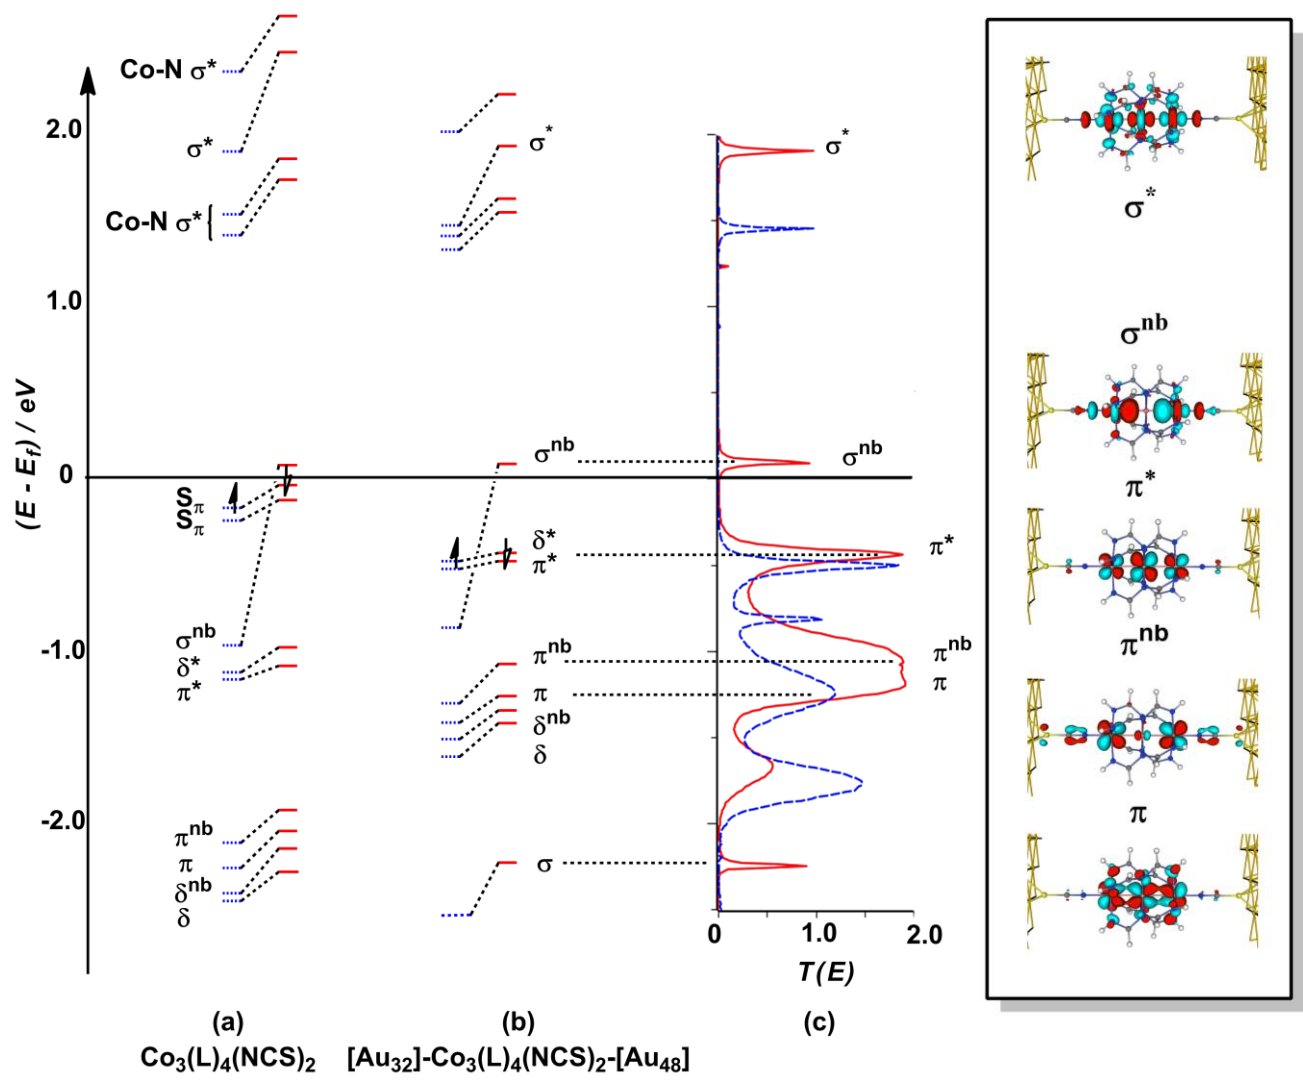 Co-N σ*
σ*
Co-N σ* {
Sπ
Sπ
σnb
δ*
π*
πnb
π
δnb
δ
2.0
1.0
0
-1.0
-2.0
(E - Ef) / eV
σ*
σnb
δ*
π*
πnb
π
δnb
δ
σ
σ*
σnb
π*
πnb
π
0
1.0
2.0
T(E)
σ*
σnb
π*
πnb
π
(a)
(b)
(c)
Co3(L)4(NCS)2
[Au32]-Co3(L)4(NCS)2-[Au48]